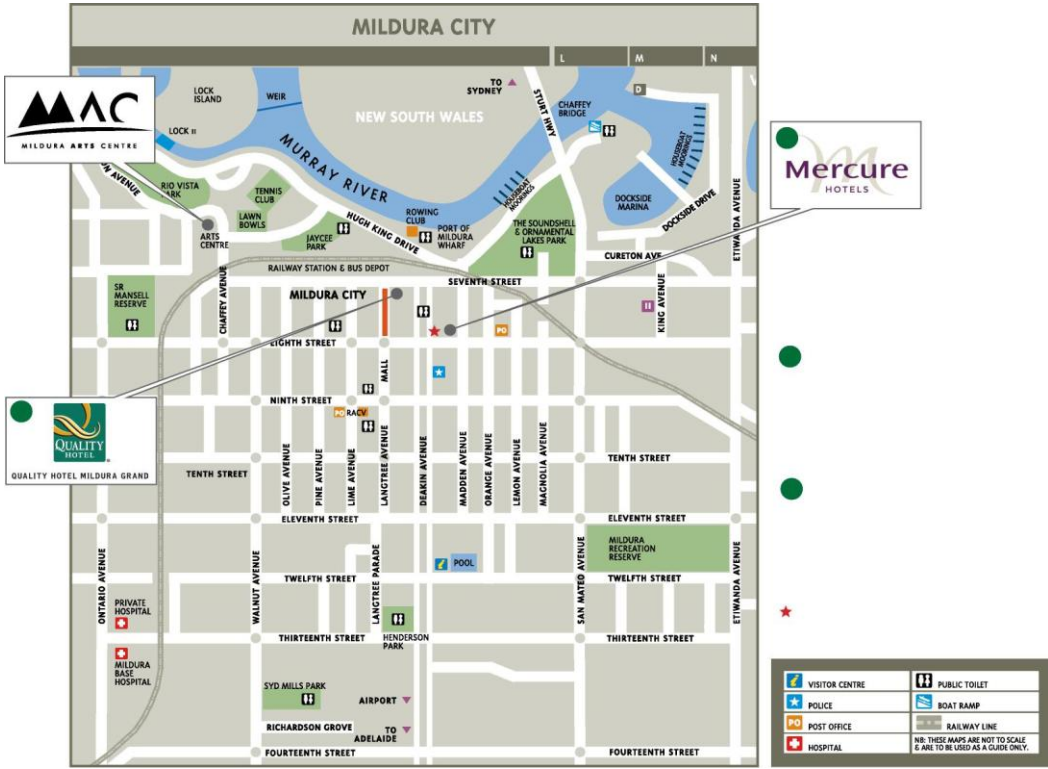 MILDURA CITY
L
M
N
MAC
MILDURA ARTS CENTRE
LOCK
ISLAND
WEIR
TO
SYDNEY
NEW SOUTH WALES
STURT HWY
CHAFFEY
BRIDGE
D
Mercure
HOTELS
LOCK 11
MURRAY RIVER
HOUSEBOAT
MOORINGS
HOUSEBOAT
MOORINGS
ON AVENUE
RIO VISTA
PARK
TENNIS
CLUB
LAWN
BOWLS
ARTS
CENTRE
JAYCEE
PARK
HUGH KING DRIVE
ROWING
CLUB
PORT OF
MILDURA
WHARF
THE SOUNDSHELL
& ORNAMENTAL
LAKES PARK
DOCKSIDE
MARINA
DOCKSIDE DRIVE
ETIWANDA AVENUE
CURETON AVE
RAILWAY STATION & BUS DEPOT
SEVENTH STREET
SR
MANSELL
RESERVE
CHAFFEY AVENUE
MILDURA CITY
KING AVENUE
H
PO
EIGHTH STREET
MALL
NINTH STREET
PO
RACV
QUALITY
HOTEL
QUALITY HOTEL MILDURA GRAND
TENTH STREET
TENTH STREET
OLIVE AVENUE
PINE AVENUE
LIME AVENUE
LANGTREE AVENUE
DEAKIN AVENUE
MADDEN AVENUE
ORANGE AVENUE
LEMON AVENUE
MAGNOLIA AVENUE
ELEVENTH STREET
ELEVENTH STREET
MILDURA
RECREATION
RESERVE
POOL
ONTARIO AVENUE
WALNUT AVENUE
LANGTREE PARADE
SAN MATEO AVENUE
ETIWANDA AVENUE
TWELFTH STREET
TWELFTH STREET
PRIVATE
HOSPITAL
THIRTEENTH STREET
THIRTEENTH STREET
HENDERSON
PARK
MILDURA
BASE
HOSPITAL
SYD MILLS PARK
AIRPORT
RICHARDSON GROVE
TO
ADELAIDE
FOURTEENTH STREET
FOURTEENTH STREET
VISITOR CENTRE
PUBLIC TOILET
POLICE
BOAT RAMP
PO
POST OFFICE
RAILWAY LINE
HOSPITAL
NB: THESE MAPS ARE NOT TO SCALE
& ARE TO BE USED AS A GUIDE ONLY.